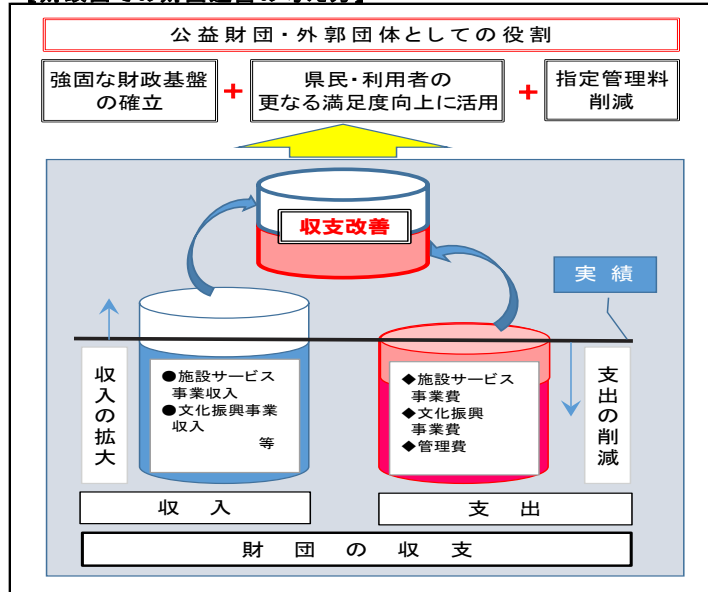 公益財団・外郭団体としての役割
強固な財政基盤
の確立
+
県民・利用者の
更なる満足度向上に活用
+
指定管理料
削減
収支改善
実績
収入の拡大
●施設サービス
事業収入
●文化振興事業
収入
等
◆施設サービス
事業費
◆文化振興
事業費
◆管理費
支出の削減
収入
支出
財団の収支